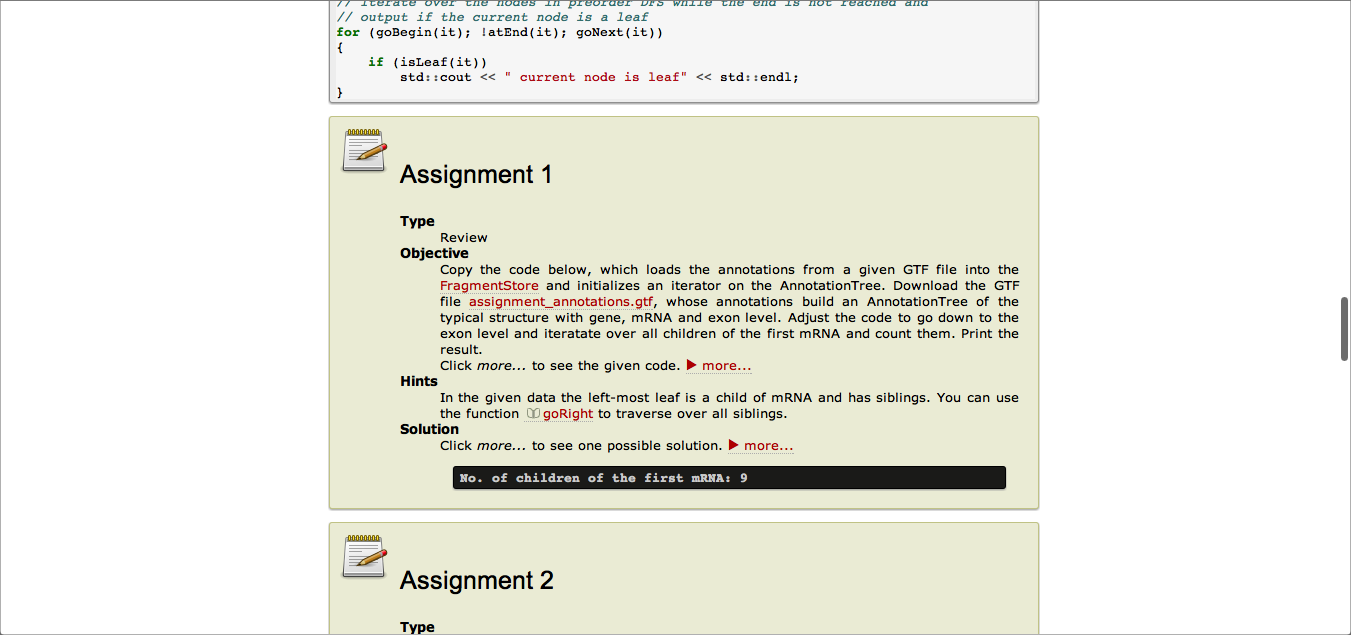 // iterate over the nodes in preorder DFS while the end is not reached and
// output if the current node is a leaf
for (goBegin(it); !atEnd(it); goNext(it))
{
if (isLeaf(it))
std::cout << " current node is leaf" << std::endl;
}
Assignment 1
Type
Review
Objective
Copy the code below, which loads the annotations from a given GTF file into the
FragmentStore and initializes an iterator on the AnnotationTree. Download the GTF
file assignment_annotations.gtf, whose annotations build an AnnotationTree of the
typical structure with gene, mRNA and exon level. Adjust the code to go down to the
exon level and iteratate over all children of the first mRNA and count them. Print the
result.
Click more... to see the given code. ▶ more...
Hints
In the given data the left-most leaf is a child of mRNA and has siblings. You can use
the function goRight to traverse over all siblings.
Solution
Click more... to see one possible solution. ▶ more...
No. of children of the first mRNA: 9
Assignment 2
Type